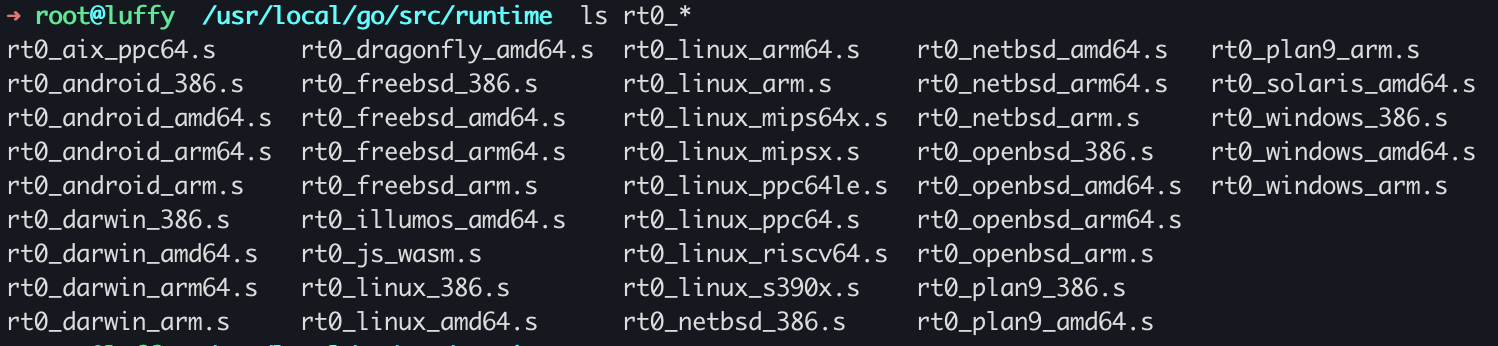 → root@luffy /usr/local/go/src/runtime ls rt0_*
rt0_aix_ppc64.s rt0_dragonfly_amd64.s rt0_linux_arm64.s rt0_netbsd_amd64.s rt0_plan9_arm.s
rt0_android_386.s rt0_freebsd_386.s rt0_linux_arm.s rt0_netbsd_arm64.s rt0_solaris_amd64.s
rt0_android_amd64.s rt0_freebsd_amd64.s rt0_linux_mips64x.s rt0_netbsd_arm.s rt0_windows_386.s
rt0_android_arm64.s rt0_freebsd_arm64.s rt0_linux_mipsx.s rt0_openbsd_386.s rt0_windows_amd64.s
rt0_android_arm.s rt0_freebsd_arm.s rt0_linux_ppc64le.s rt0_openbsd_amd64.s rt0_windows_arm.s
rt0_darwin_386.s rt0_illumos_amd64.s rt0_linux_ppc64.s rt0_openbsd_arm64.s
rt0_darwin_amd64.s rt0_js_wasm.s rt0_linux_riscv64.s rt0_openbsd_arm.s
rt0_darwin_arm64.s rt0_linux_386.s rt0_linux_s390x.s rt0_plan9_386.s
rt0_darwin_arm.s rt0_linux_amd64.s rt0_netbsd_386.s rt0_plan9_amd64.s